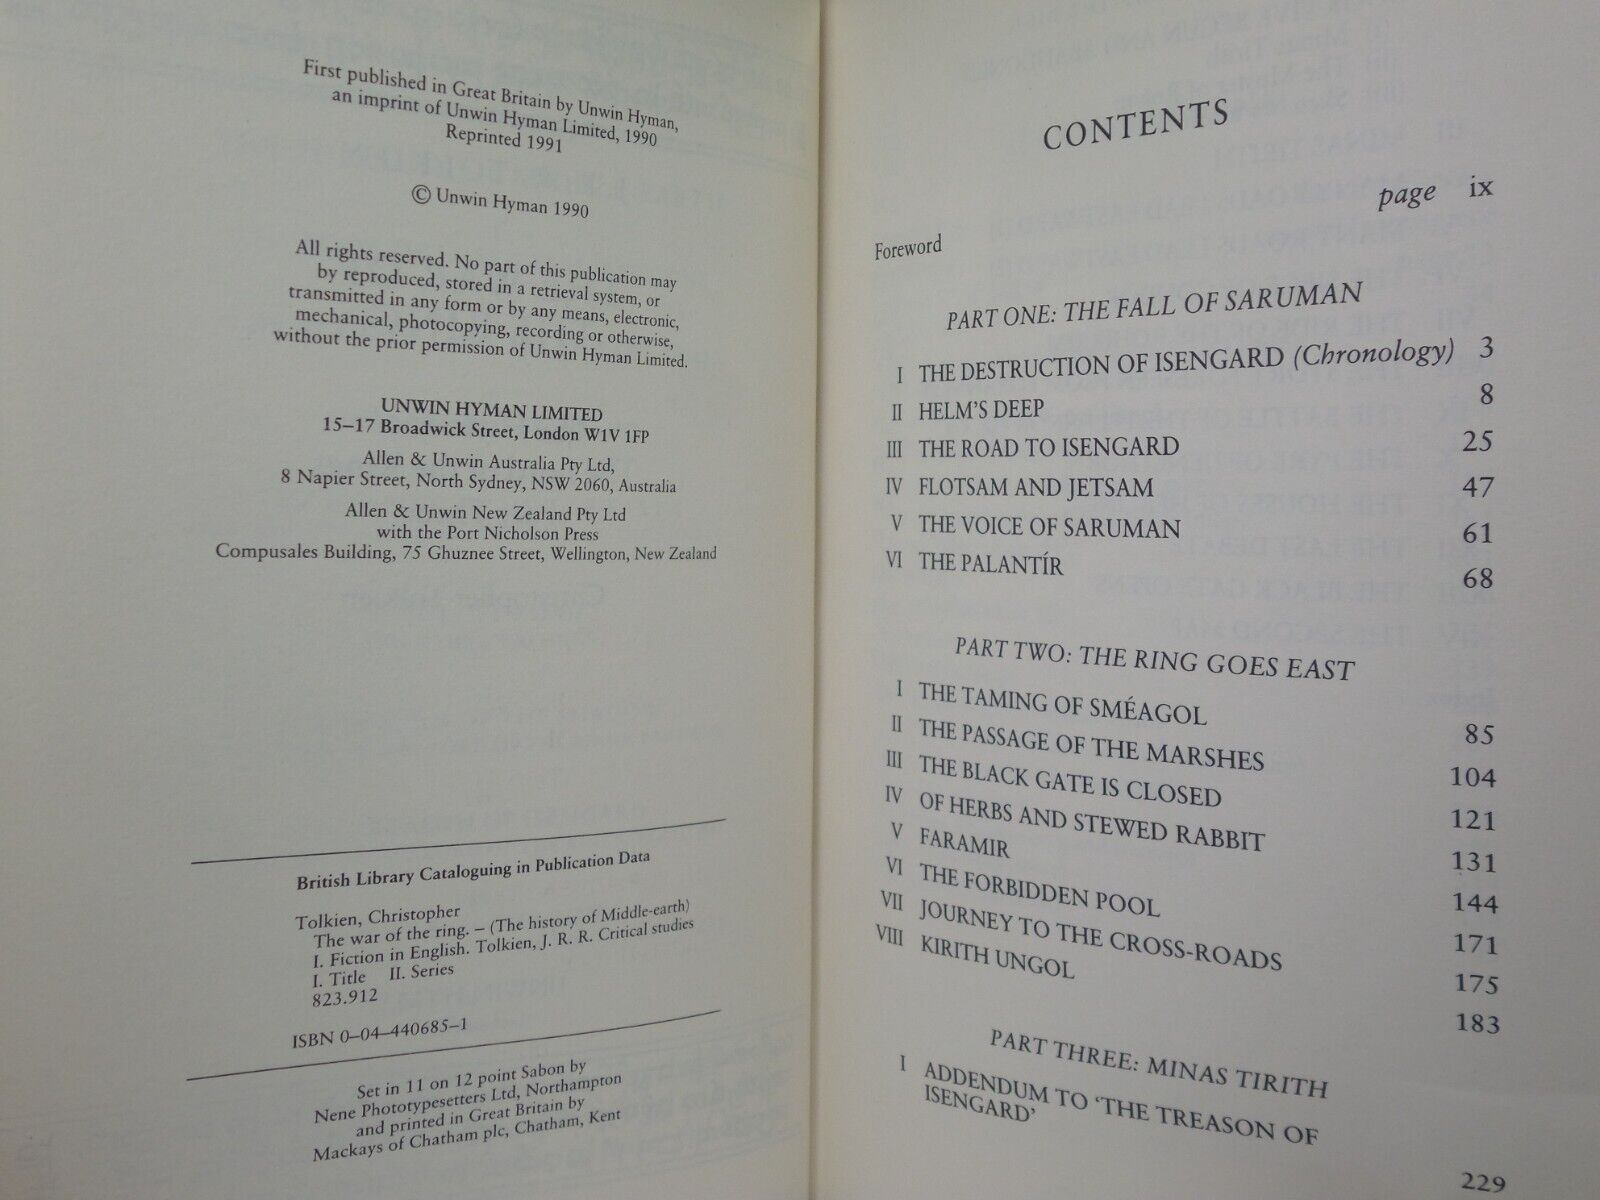 First published in Great Britain by Unwin Hyman,
an imprint of Unwin Hyman Limited, 1990
Reprinted 1991
© Unwin Hyman 1990
All rights reserved. No part of this publication may
by reproduced, stored in a retrieval system, or
transmitted in any form or by any means, electronic,
mechanical, photocopying, recording or otherwise,
without the prior permission of Unwin Hyman Limited.
UNWIN HYMAN LIMITED
15–17 Broadwick Street, London W1V 1FP
Allen & Unwin Australia Pty Ltd,
8 Napier Street, North Sydney, NSW 2060, Australia
Allen & Unwin New Zealand Pty Ltd
with the Port Nicholson Press
Compusales Building, 75 Ghuznee Street, Wellington, New Zealand
British Library Cataloguing in Publication Data
Tolkien, Christopher
The war of the ring. – (The history of Middle-earth)
I. Fiction in English. Tolkien, J. R. R. Critical studies
I. Title II. Series
823.912
ISBN 0–04–440685–1
Set in 11 on 12 point Sabon by
Nene Phototypesetters Ltd, Northampton
and printed in Great Britain by
Mackays of Chatham plc, Chatham, Kent
CONTENTS
page ix
Foreword
PART ONE: THE FALL OF SARUMAN
I THE DESTRUCTION OF ISENGARD (Chronology) 3
II HELM'S DEEP 8
III THE ROAD TO ISENGARD 25
IV FLOTSAM AND JETSAM 47
V THE VOICE OF SARUMAN 61
VI THE PALANTÍR 68
PART TWO: THE RING GOES EAST
I THE TAMING OF SMÉAGOL 85
II THE PASSAGE OF THE MARSHES 104
III THE BLACK GATE IS CLOSED 121
IV OF HERBS AND STEWED RABBIT 131
V FARAMIR 144
VI THE FORBIDDEN POOL 171
VII JOURNEY TO THE CROSS-ROADS 175
VIII KIRITH UNGOL 183
PART THREE: MINAS TIRITH
I ADDENDUM TO 'THE TREASON OF
ISENGARD' 229